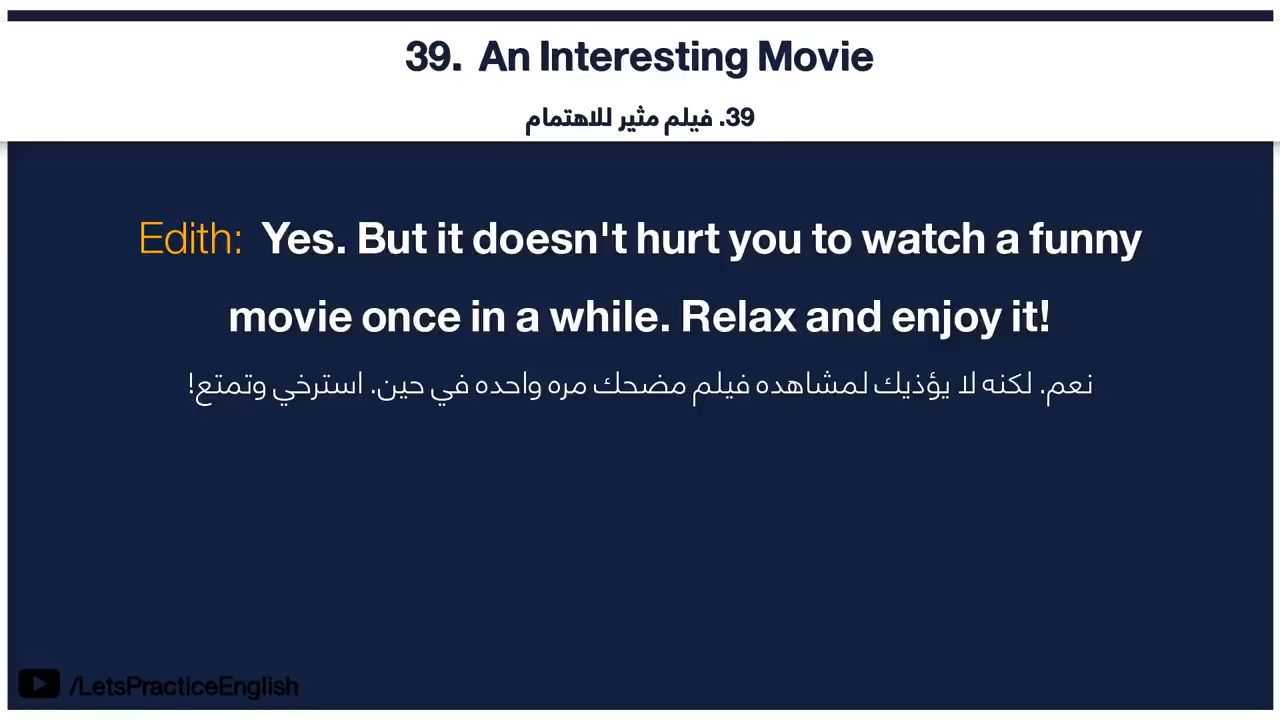 39. An Interesting Movie
39. فيلم مثير للاهتمام
Edith: Yes. But it doesn't hurt you to watch a funny
movie once in a while. Relax and enjoy it!
نعم. لكنه لا يؤذيك لمشاهده فيلم مضحك مره واحده في حين. استرخي وتمتع!
/LetsPracticeEnglish